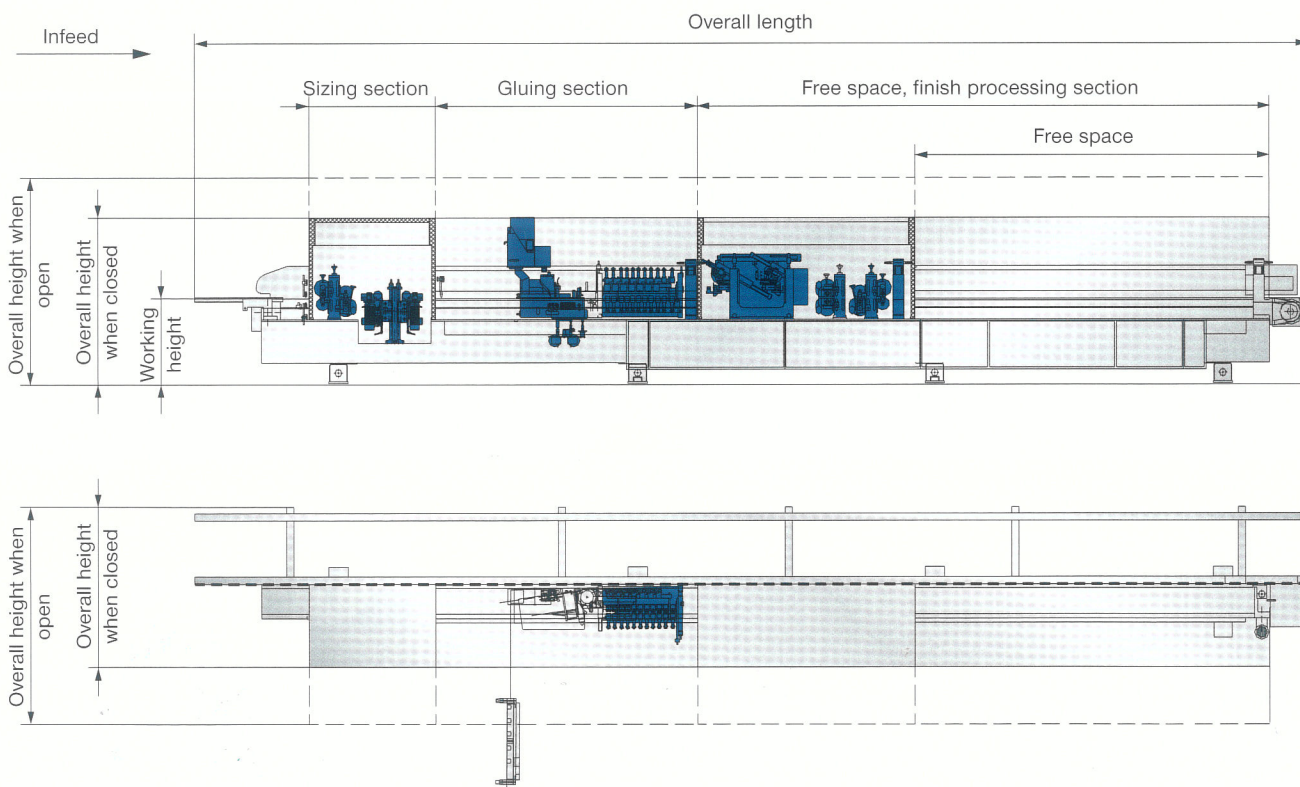 Overall length
Infeed
Sizing section
Gluing section
Free space, finish processing section
Free space
Overall height when
open
Overall height
when closed
Working
height
Overall height when
open
Overall height
when closed